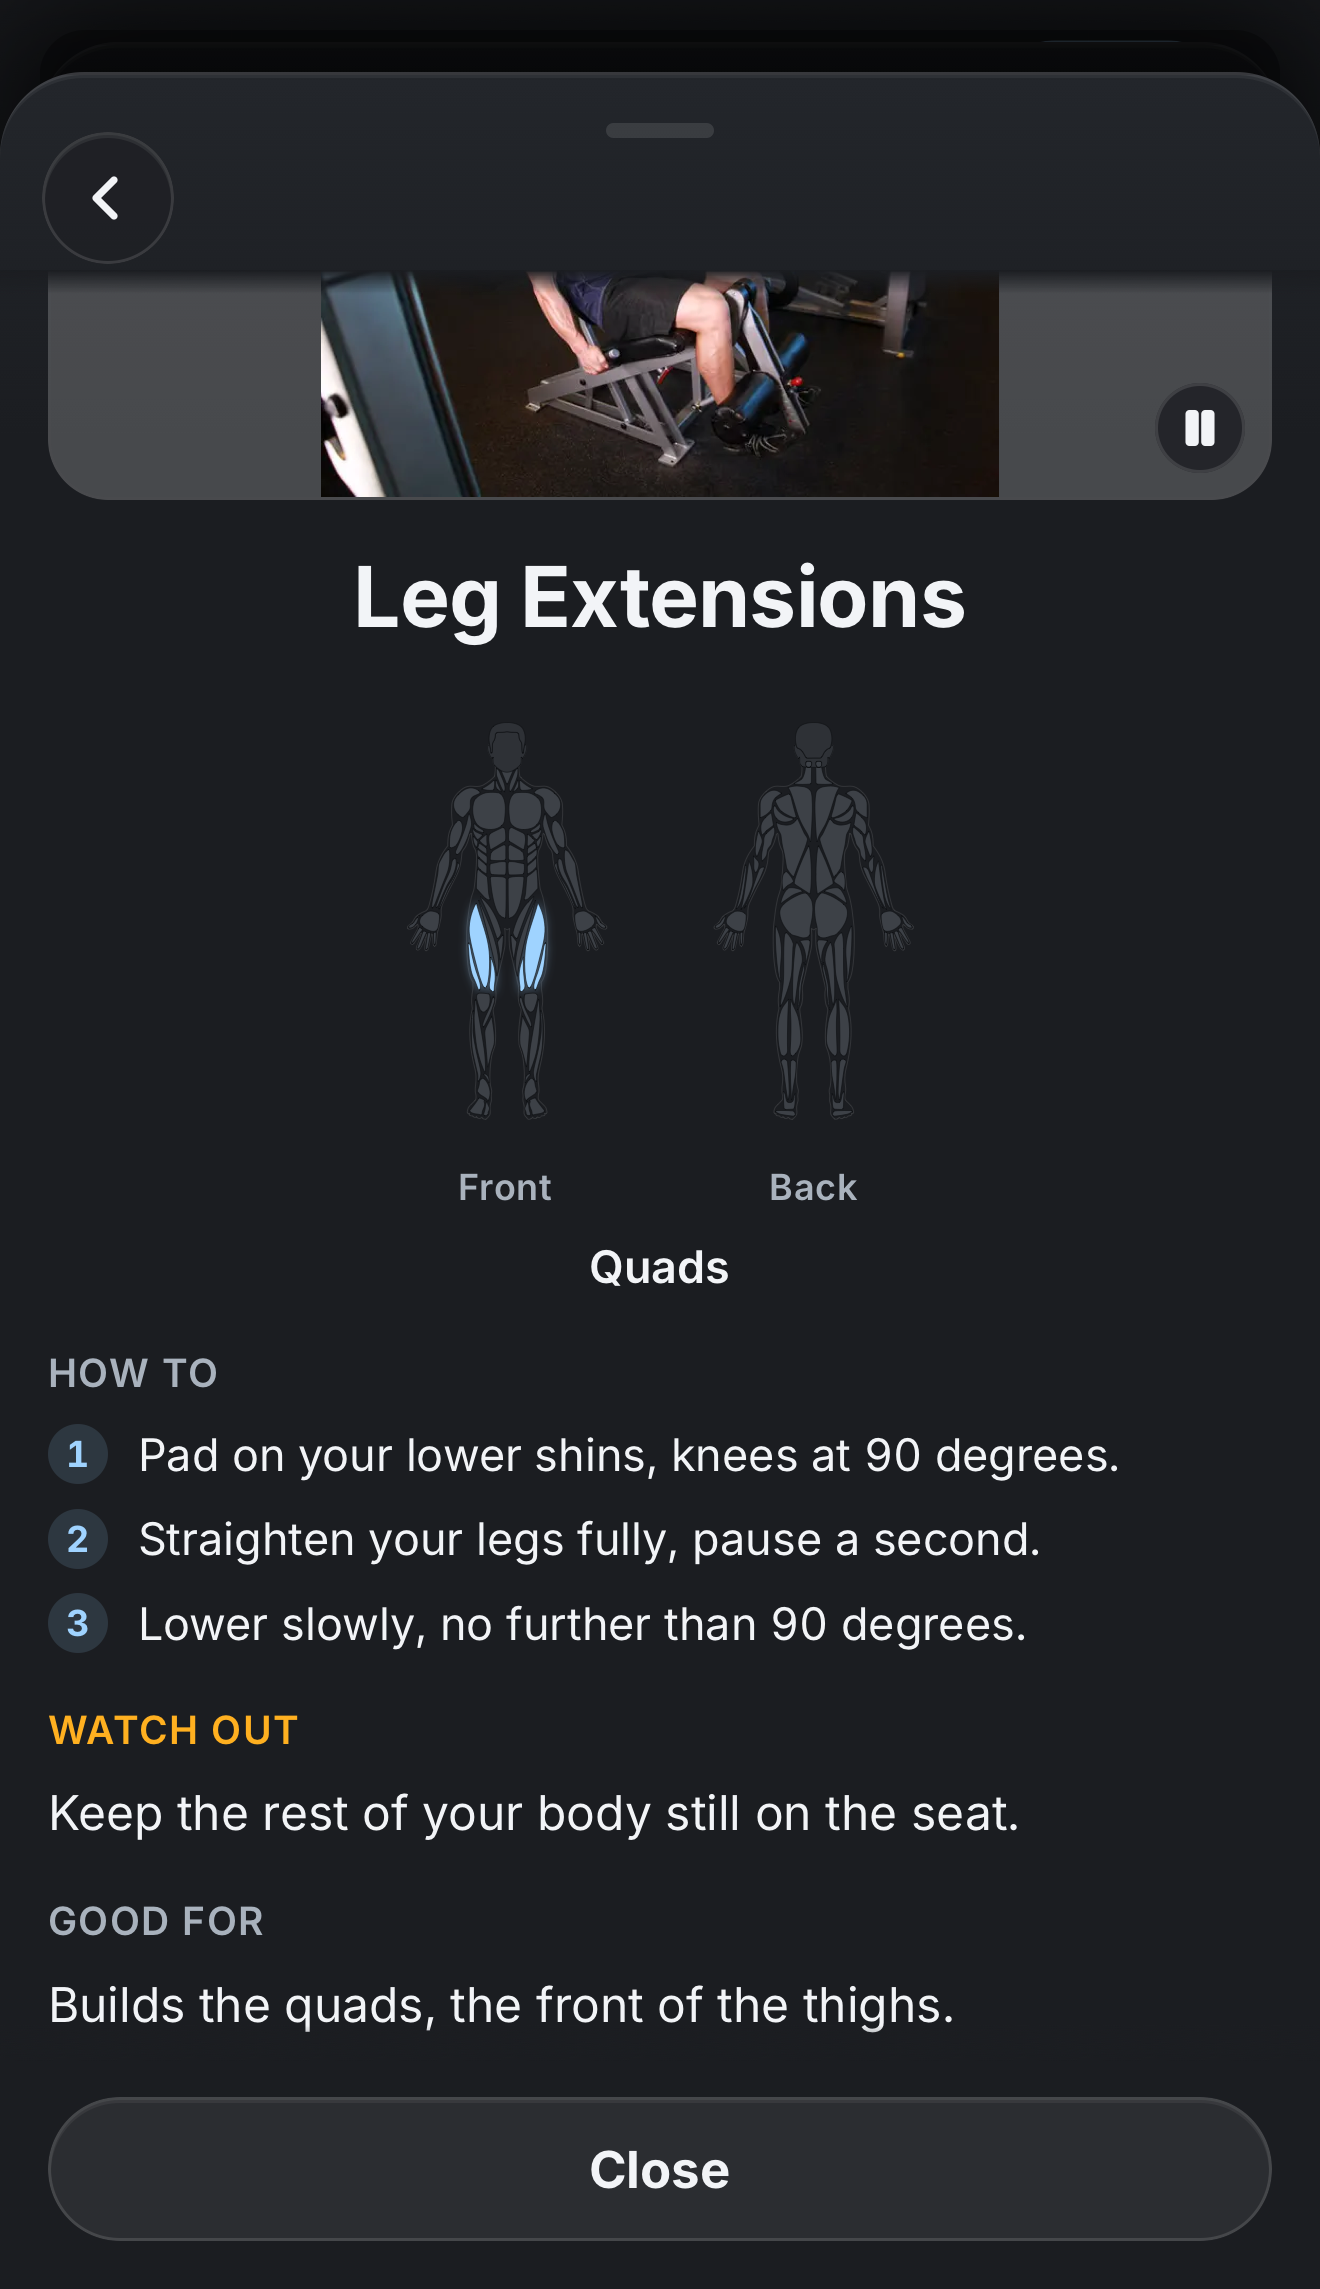 Leg Extensions
Front
Back
Quads
HOW TO
1 Pad on your lower shins, knees at 90 degrees.
2 Straighten your legs fully, pause a second.
3 Lower slowly, no further than 90 degrees.
WATCH OUT
Keep the rest of your body still on the seat.
GOOD FOR
Builds the quads, the front of the thighs.
Close